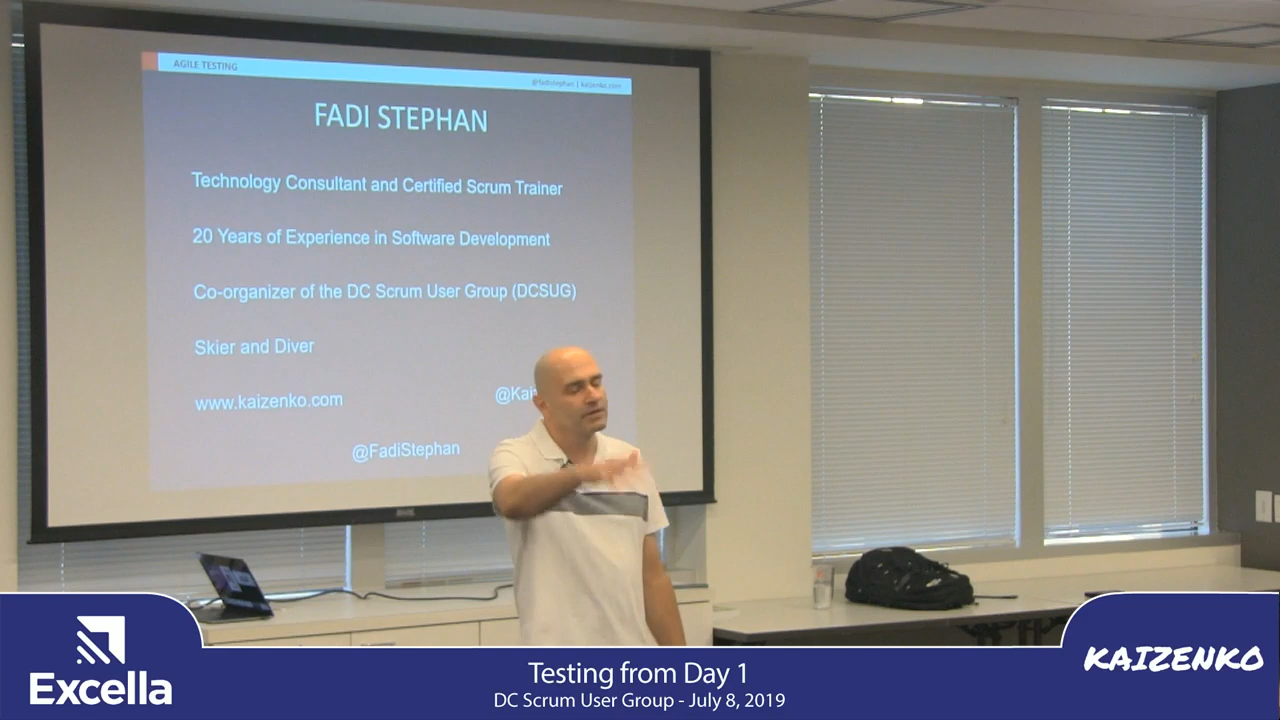 AGILE TESTING
@fadistephan | kaizenko.com
FADI STEPHAN
Technology Consultant and Certified Scrum Trainer
20 Years of Experience in Software Development
Co-organizer of the DC Scrum User Group (DCSUG)
Skier and Diver
www.kaizenko.com
@Kai
@FadiStephan
Excella
Testing from Day 1
DC Scrum User Group - July 8, 2019
KAIZENKO